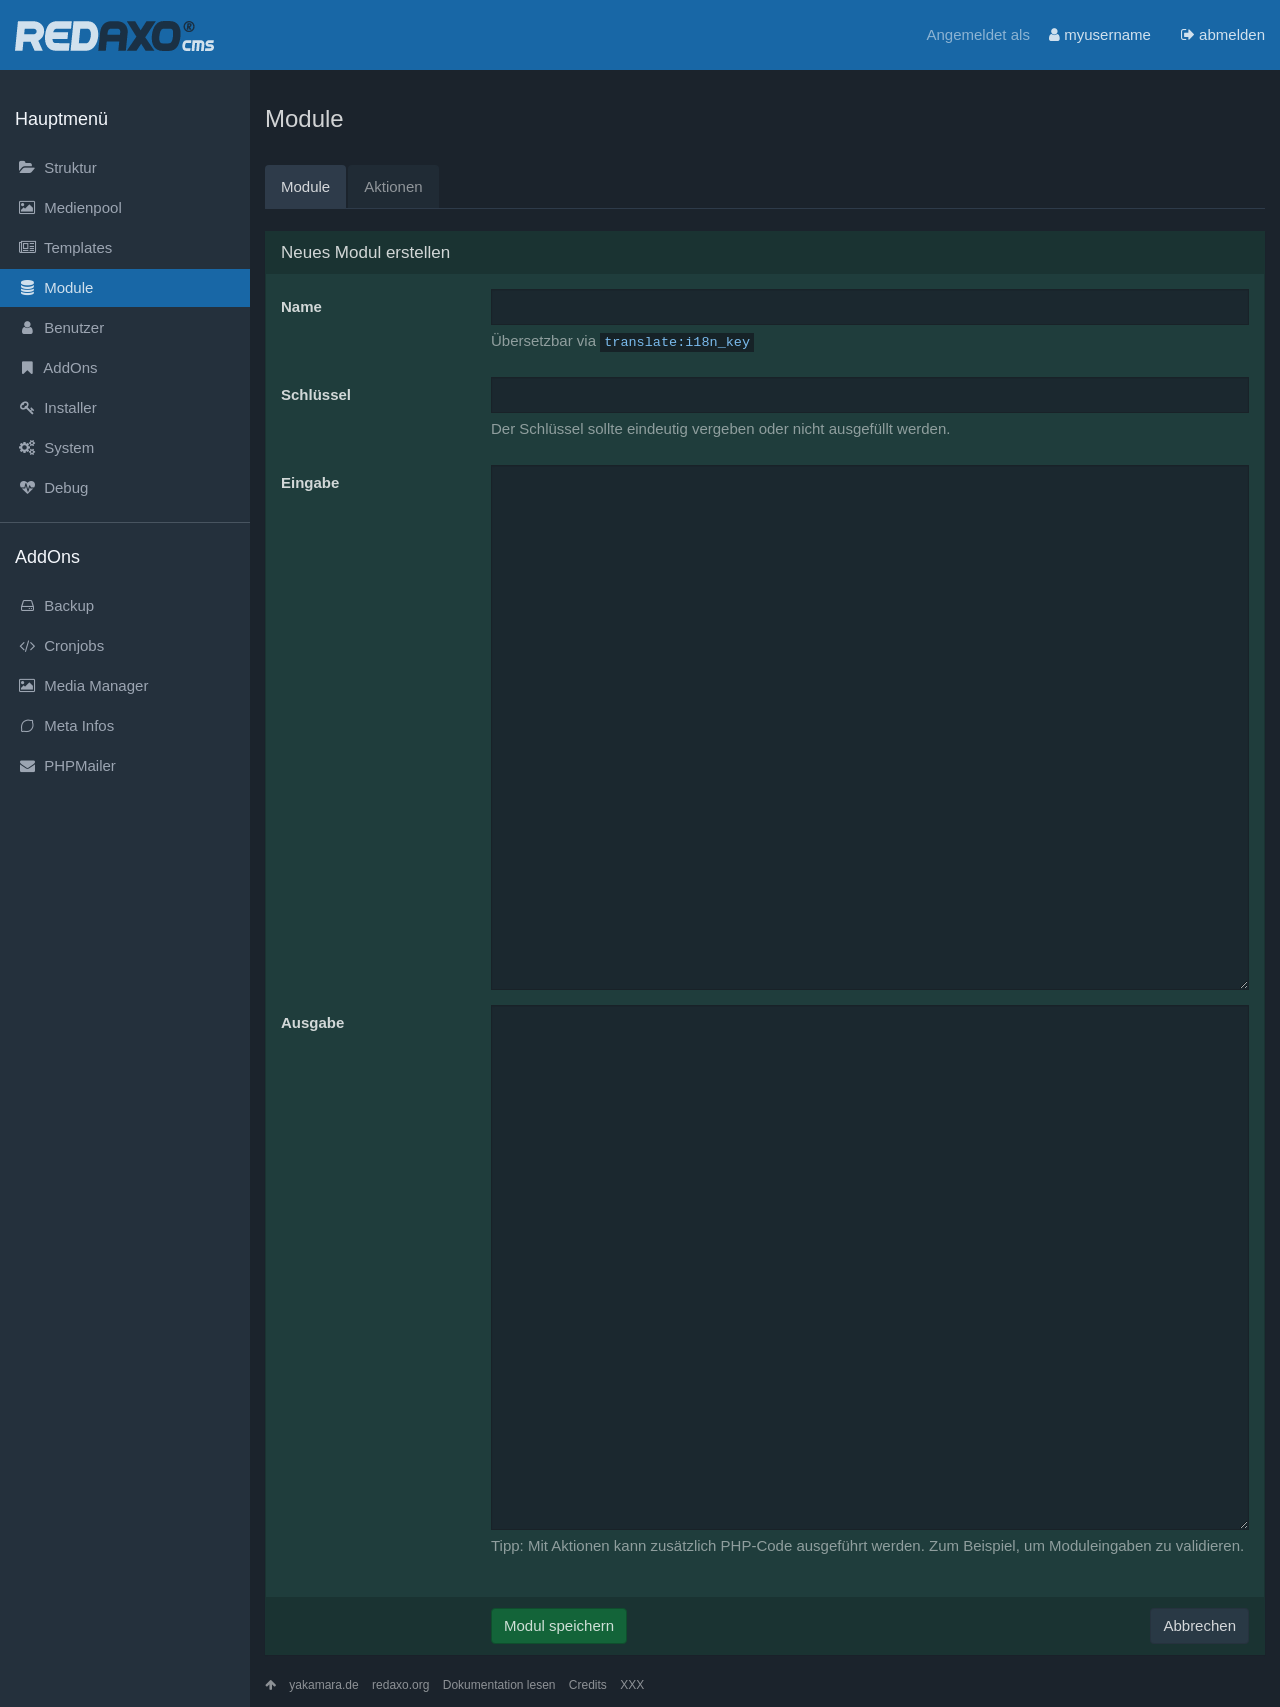 REDAXO® cms
Angemeldet als myusername abmelden
Hauptmenü
Struktur
Medienpool
Templates
Module
Benutzer
AddOns
Installer
System
Debug
AddOns
Backup
Cronjobs
Media Manager
Meta Infos
PHPMailer
Module
Module Aktionen
Neues Modul erstellen
Name
Übersetzbar via translate:i18n_key
Schlüssel
Der Schlüssel sollte eindeutig vergeben oder nicht ausgefüllt werden.
Eingabe
Ausgabe
Tipp: Mit Aktionen kann zusätzlich PHP-Code ausgeführt werden. Zum Beispiel, um Moduleingaben zu validieren.
Modul speichern Abbrechen
yakamara.de redaxo.org Dokumentation lesen Credits XXX